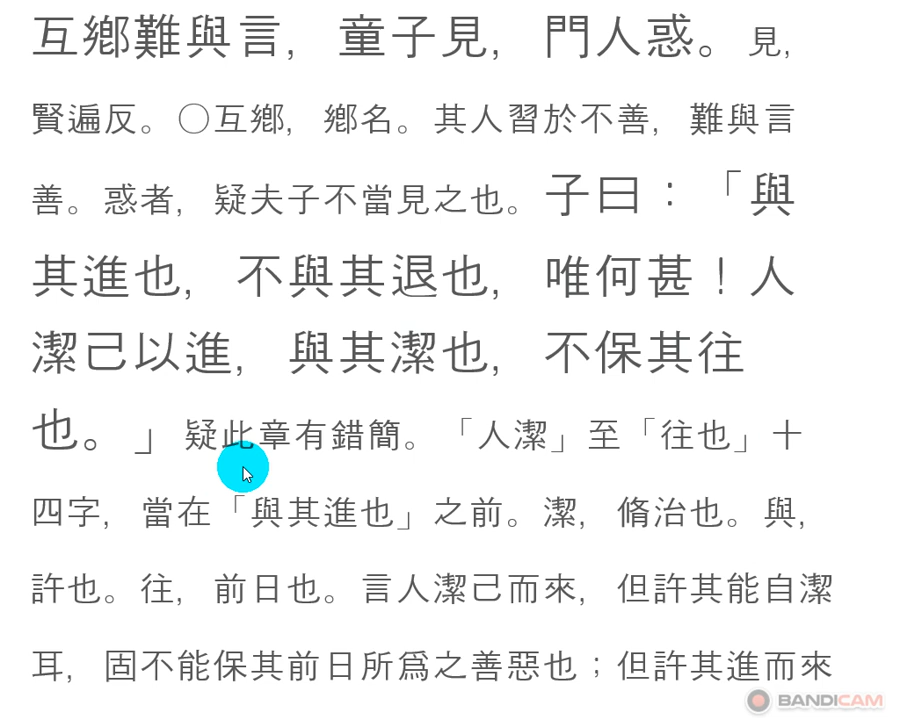 互鄕難與言，童子見，門人惑。見，
賢遍反。○互鄕，鄕名。其人習於不善，難與言
善。惑者，疑夫子不當見之也。子曰：「與
其進也，不與其退也，唯何甚！人
潔己以進，與其潔也，不保其往
也。」疑此章有錯簡。「人潔」至「往也」十
四字，當在「與其進也」之前。潔，脩治也。與，
許也。往，前日也。言人潔己而來，但許其能自潔
耳，固不能保其前日所爲之善惡也；但許其進而來
BANDICAM